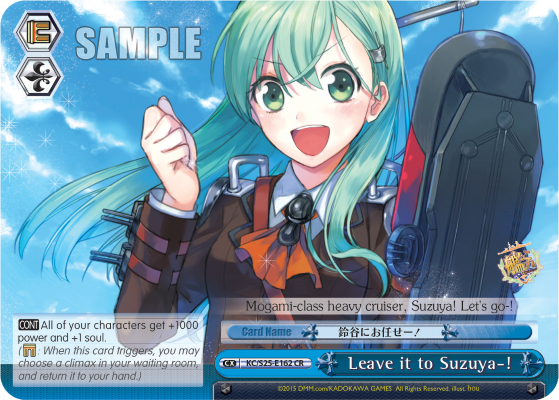 SAMPLE
Mogami-class heavy cruiser, Suzuya! Let's go-!
Card Name 鈴谷にお任せー!
CONT All of your characters get +1000
power and +1 soul.
( : When this card triggers, you may
choose a climax in your waiting room,
and return it to your hand.)
CX KC/S25-E162 CR Leave it to Suzuya-!
©2015 DMM.com/KADOKAWA GAMES All Rights Reserved. illust. hou